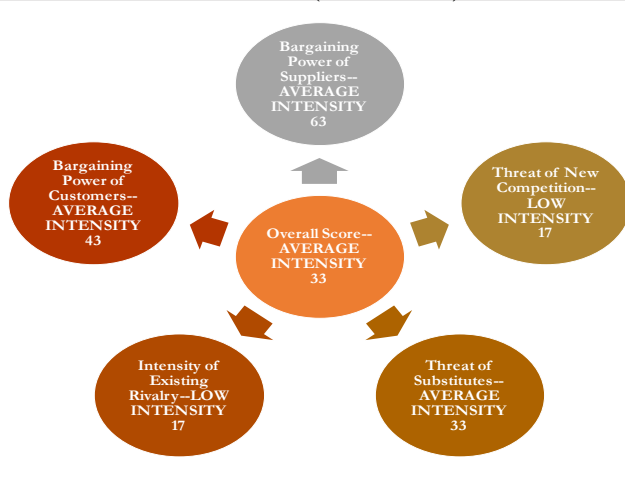 Bargaining
Power of
Suppliers--
AVERAGE
INTENSITY
63
Bargaining
Power of
Customers--
AVERAGE
INTENSITY
43
Threat of New
Competition--
LOW
INTENSITY
17
Overall Score--
AVERAGE
INTENSITY
33
Intensity of
Existing
Rivalry--LOW
INTENSITY
17
Threat of
Substitutes--
AVERAGE
INTENSITY
33